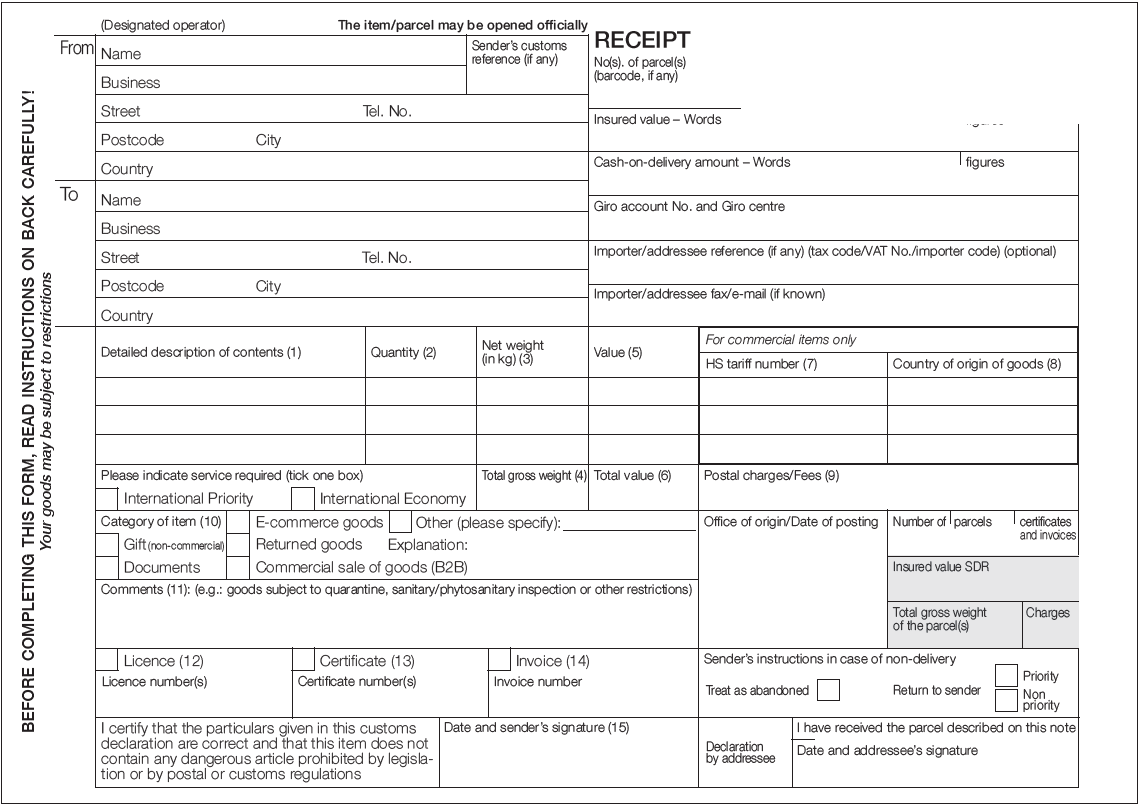 (Designated operator)
The item/parcel may be opened officially
From
Name
Sender's customs
reference (if any)
Business
Street Tel. No.
Postcode City
Country
To
Name
Business
Street Tel. No.
Postcode City
Country
RECEIPT
No(s). of parcel(s)
(barcode, if any)
Insured value – Words
Cash-on-delivery amount – Words figures
Giro account No. and Giro centre
Importer/addressee reference (if any) (tax code/VAT No./importer code) (optional)
Importer/addressee fax/e-mail (if known)
BEFORE COMPLETING THIS FORM, READ INSTRUCTIONS ON BACK CAREFULLY!
Your goods may be subject to restrictions
Detailed description of contents (1)
Quantity (2)
Net weight
(in kg) (3)
Value (5)
For commercial items only
HS tariff number (7)
Country of origin of goods (8)
Please indicate service required (tick one box)
International Priority International Economy
Total gross weight (4)
Total value (6)
Postal charges/Fees (9)
Category of item (10) E-commerce goods Other (please specify):
Gift (non-commercial) Returned goods Explanation:
Documents Commercial sale of goods (B2B)
Office of origin/Date of posting
Number of parcels
certificates
and invoices
Insured value SDR
Total gross weight
of the parcel(s)
Charges
Comments (11): (e.g.: goods subject to quarantine, sanitary/phytosanitary inspection or other restrictions)
Licence (12)
Licence number(s)
Certificate (13)
Certificate number(s)
Invoice (14)
Invoice number
Sender's instructions in case of non-delivery
Treat as abandoned
Return to sender
Priority
Non
priority
I certify that the particulars given in this customs
declaration are correct and that this item does not
contain any dangerous article prohibited by legisla-
tion or by postal or customs regulations
Date and sender's signature (15)
Declaration
by addressee
I have received the parcel described on this note
Date and addressee's signature